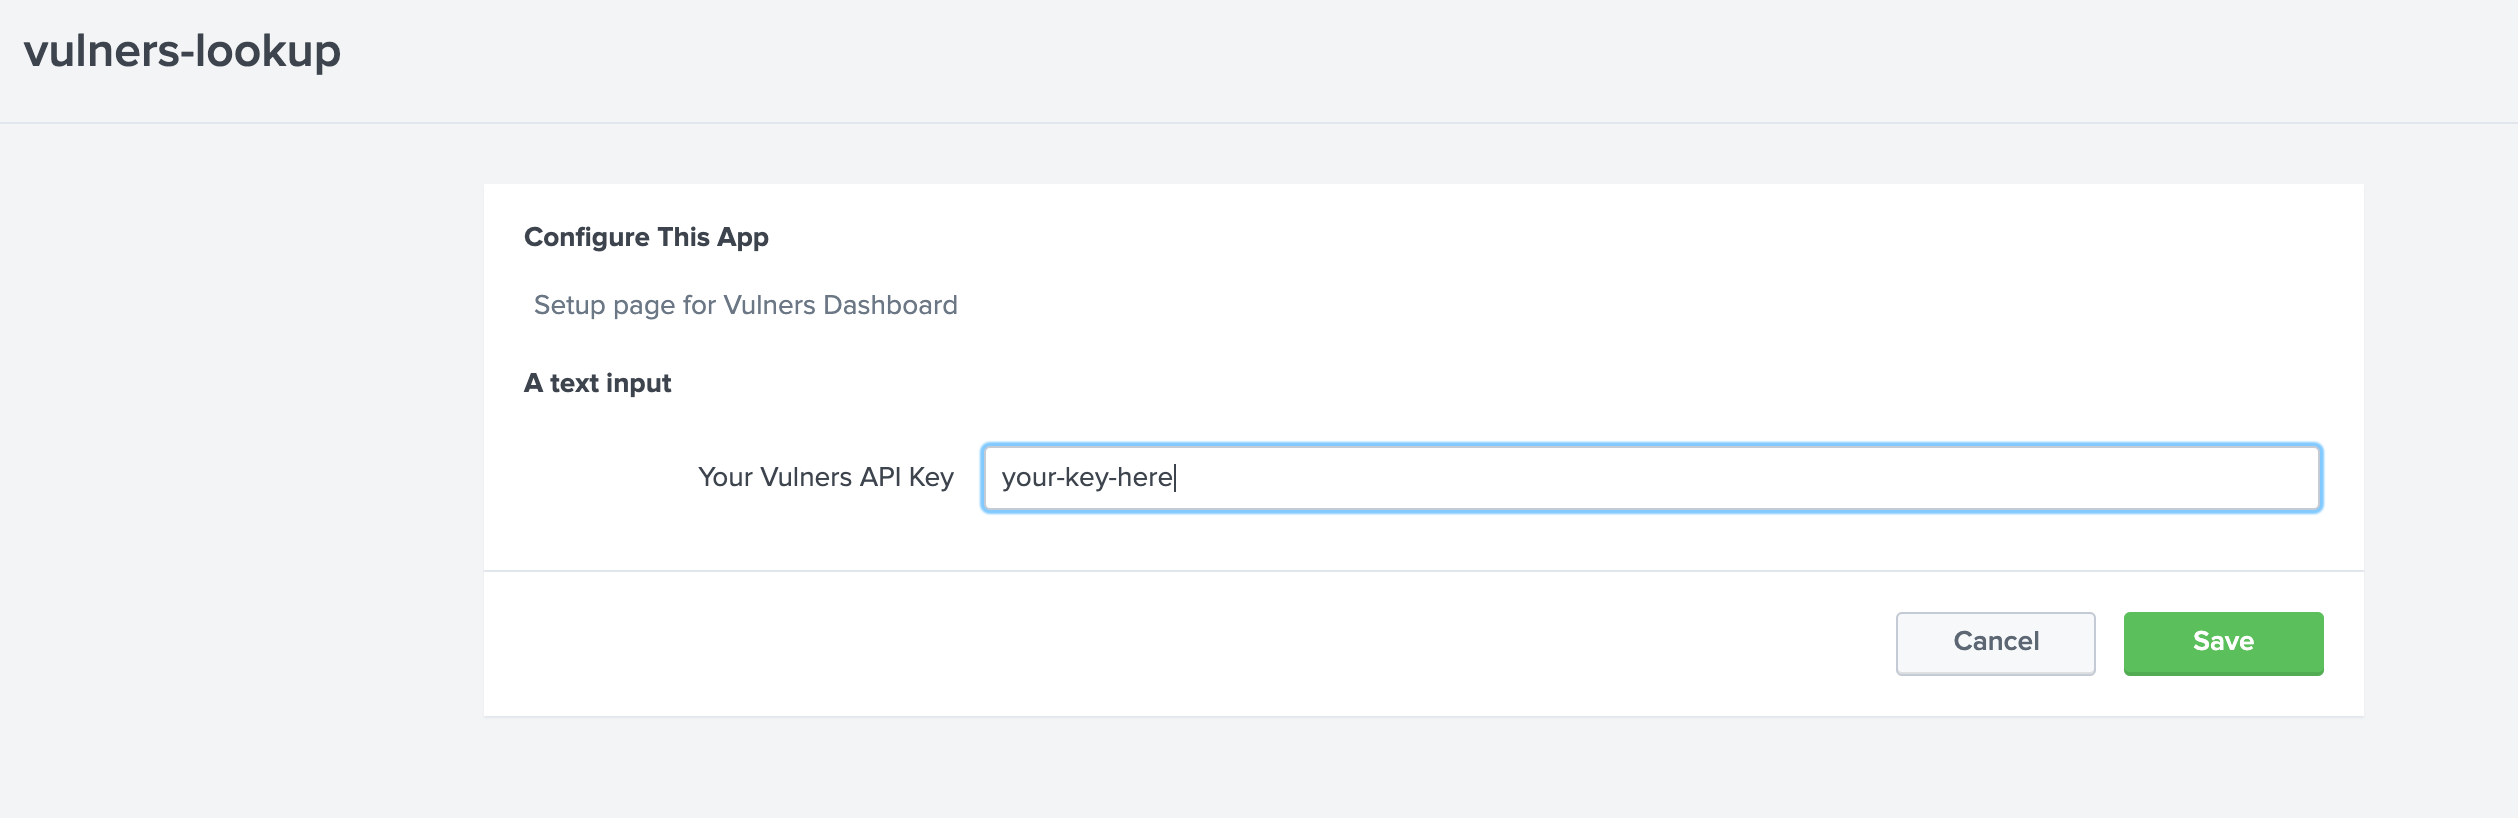 vulners-lookup
Configure This App
Setup page for Vulners Dashboard
A text input
Your Vulners API Key your-key-here
Cancel Save